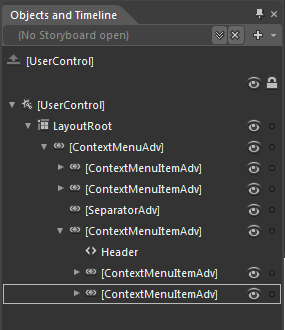 Objects and Timeline
(No Storyboard open)
[UserControl]
[UserControl]
LayoutRoot
[ContextMenuAdv]
[ContextMenuItemAdv]
[ContextMenuItemAdv]
[SeparatorAdv]
[ContextMenuItemAdv]
Header
[ContextMenuItemAdv]
[ContextMenuItemAdv]